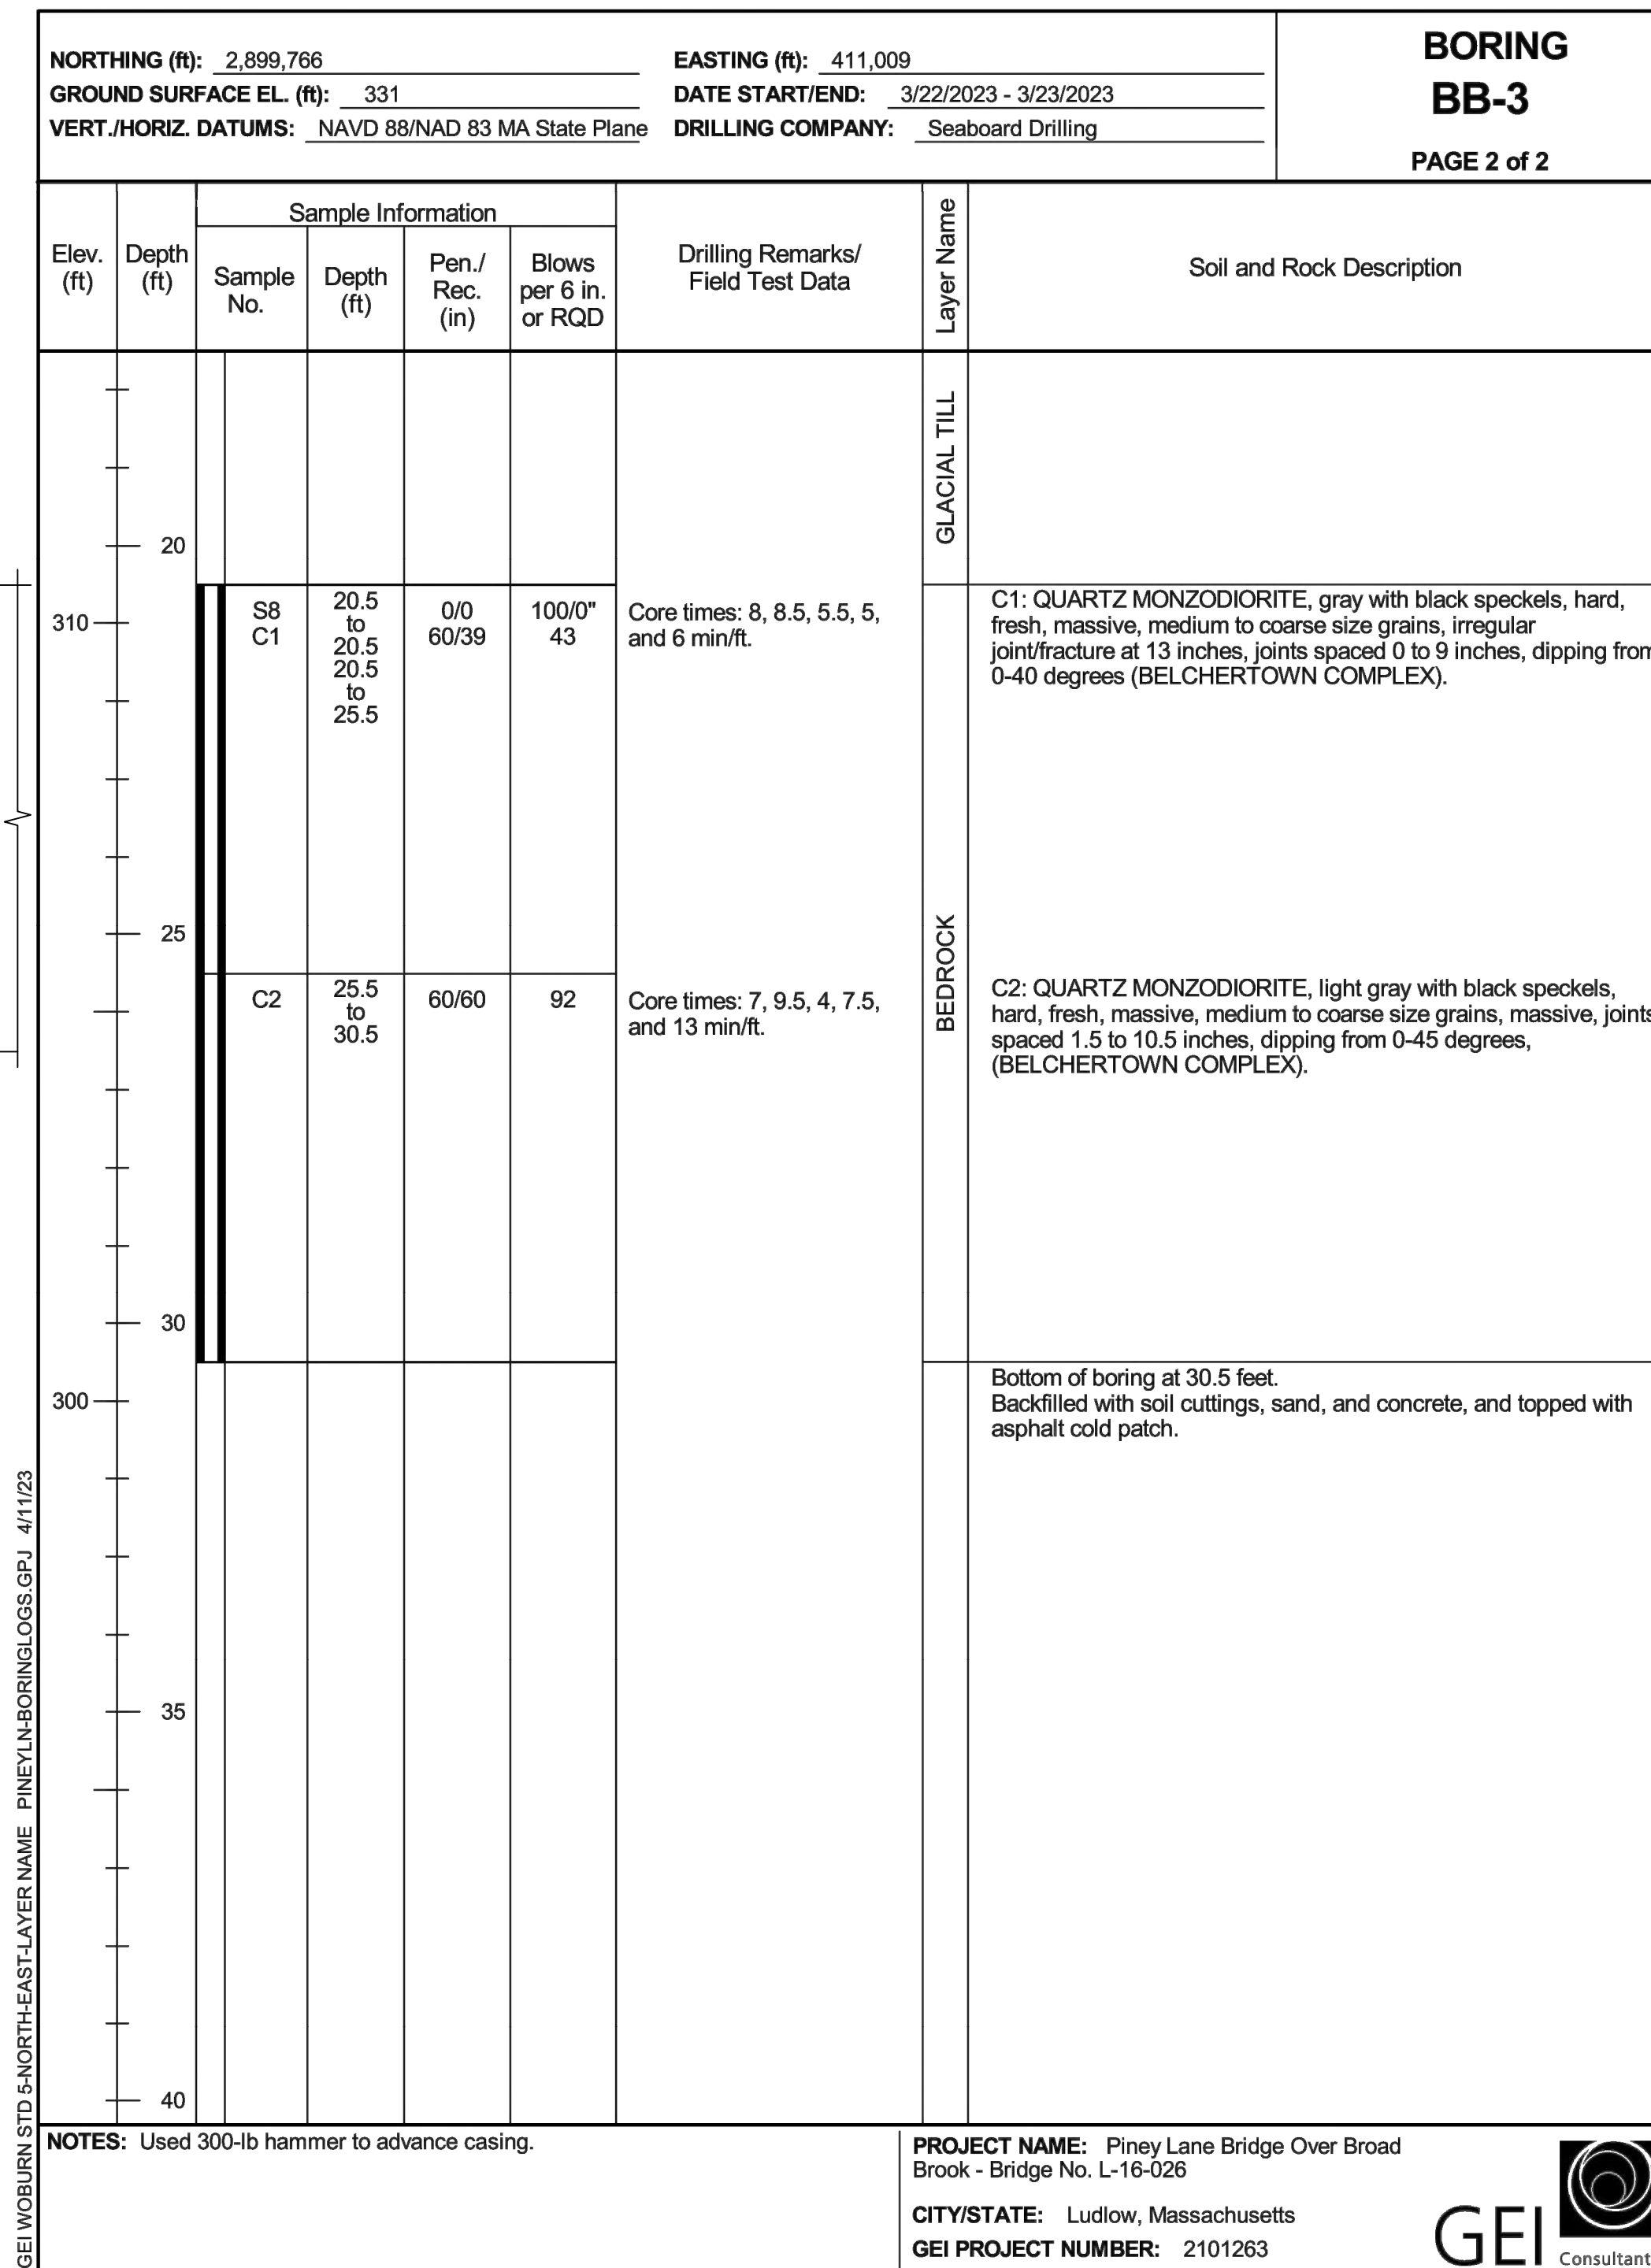 NORTHING (ft): 2,899,766
EASTING (ft): 411,009
GROUND SURFACE EL. (ft): 331
DATE START/END: 3/22/2023 - 3/23/2023
VERT./HORIZ. DATUMS: NAVD 88/NAD 83 MA State Plane
DRILLING COMPANY: Seaboard Drilling
BORING
BB-3
PAGE 2 of 2
Elev.
(ft)
Depth
(ft)
Sample Information
Sample
No.
Depth
(ft)
Pen./
Rec.
(in)
Blows
per 6 in.
or RQD
Drilling Remarks/
Field Test Data
Layer Name
Soil and Rock Description
GLACIAL TILL
20
310
S8
C1
20.5
to
20.5
20.5
to
25.5
0/0
60/39
100/0"
43
Core times: 8, 8.5, 5.5, 5,
and 6 min/ft.
C1: QUARTZ MONZODIORITE, gray with black speckels, hard,
fresh, massive, medium to coarse size grains, irregular
joint/fracture at 13 inches, joints spaced 0 to 9 inches, dipping from
0-40 degrees (BELCHERTOWN COMPLEX).
25
BEDROCK
C2
25.5
to
30.5
60/60
92
Core times: 7, 9.5, 4, 7.5,
and 13 min/ft.
C2: QUARTZ MONZODIORITE, light gray with black speckels,
hard, fresh, massive, medium to coarse size grains, massive, joints
spaced 1.5 to 10.5 inches, dipping from 0-45 degrees,
(BELCHERTOWN COMPLEX).
30
300
Bottom of boring at 30.5 feet.
Backfilled with soil cuttings, sand, and concrete, and topped with
asphalt cold patch.
35
40
GEI WOBURN STD 5-NORTH-EAST-LAYER NAME PINEYLN-BORINGLOGS.GPJ 4/11/23
NOTES: Used 300-lb hammer to advance casing.
PROJECT NAME: Piney Lane Bridge Over Broad
Brook - Bridge No. L-16-026
CITY/STATE: Ludlow, Massachusetts
GEI PROJECT NUMBER: 2101263
GEI
Consultant